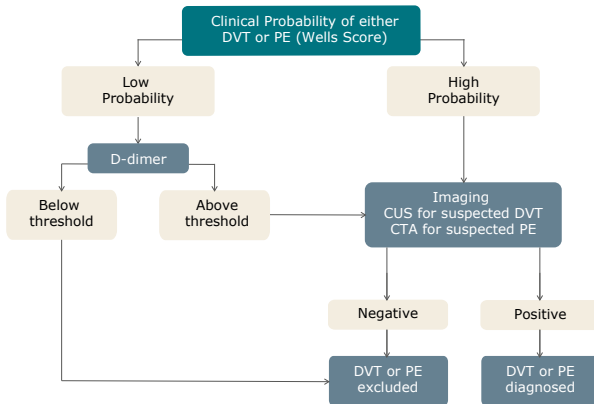 Clinical Probability of either
DVT or PE (Wells Score)
Low
Probability
High
Probability
D-dimer
Below
threshold
Above
threshold
Imaging
CUS for suspected DVT
CTA for suspected PE
Negative
Positive
DVT or PE
excluded
DVT or PE
diagnosed